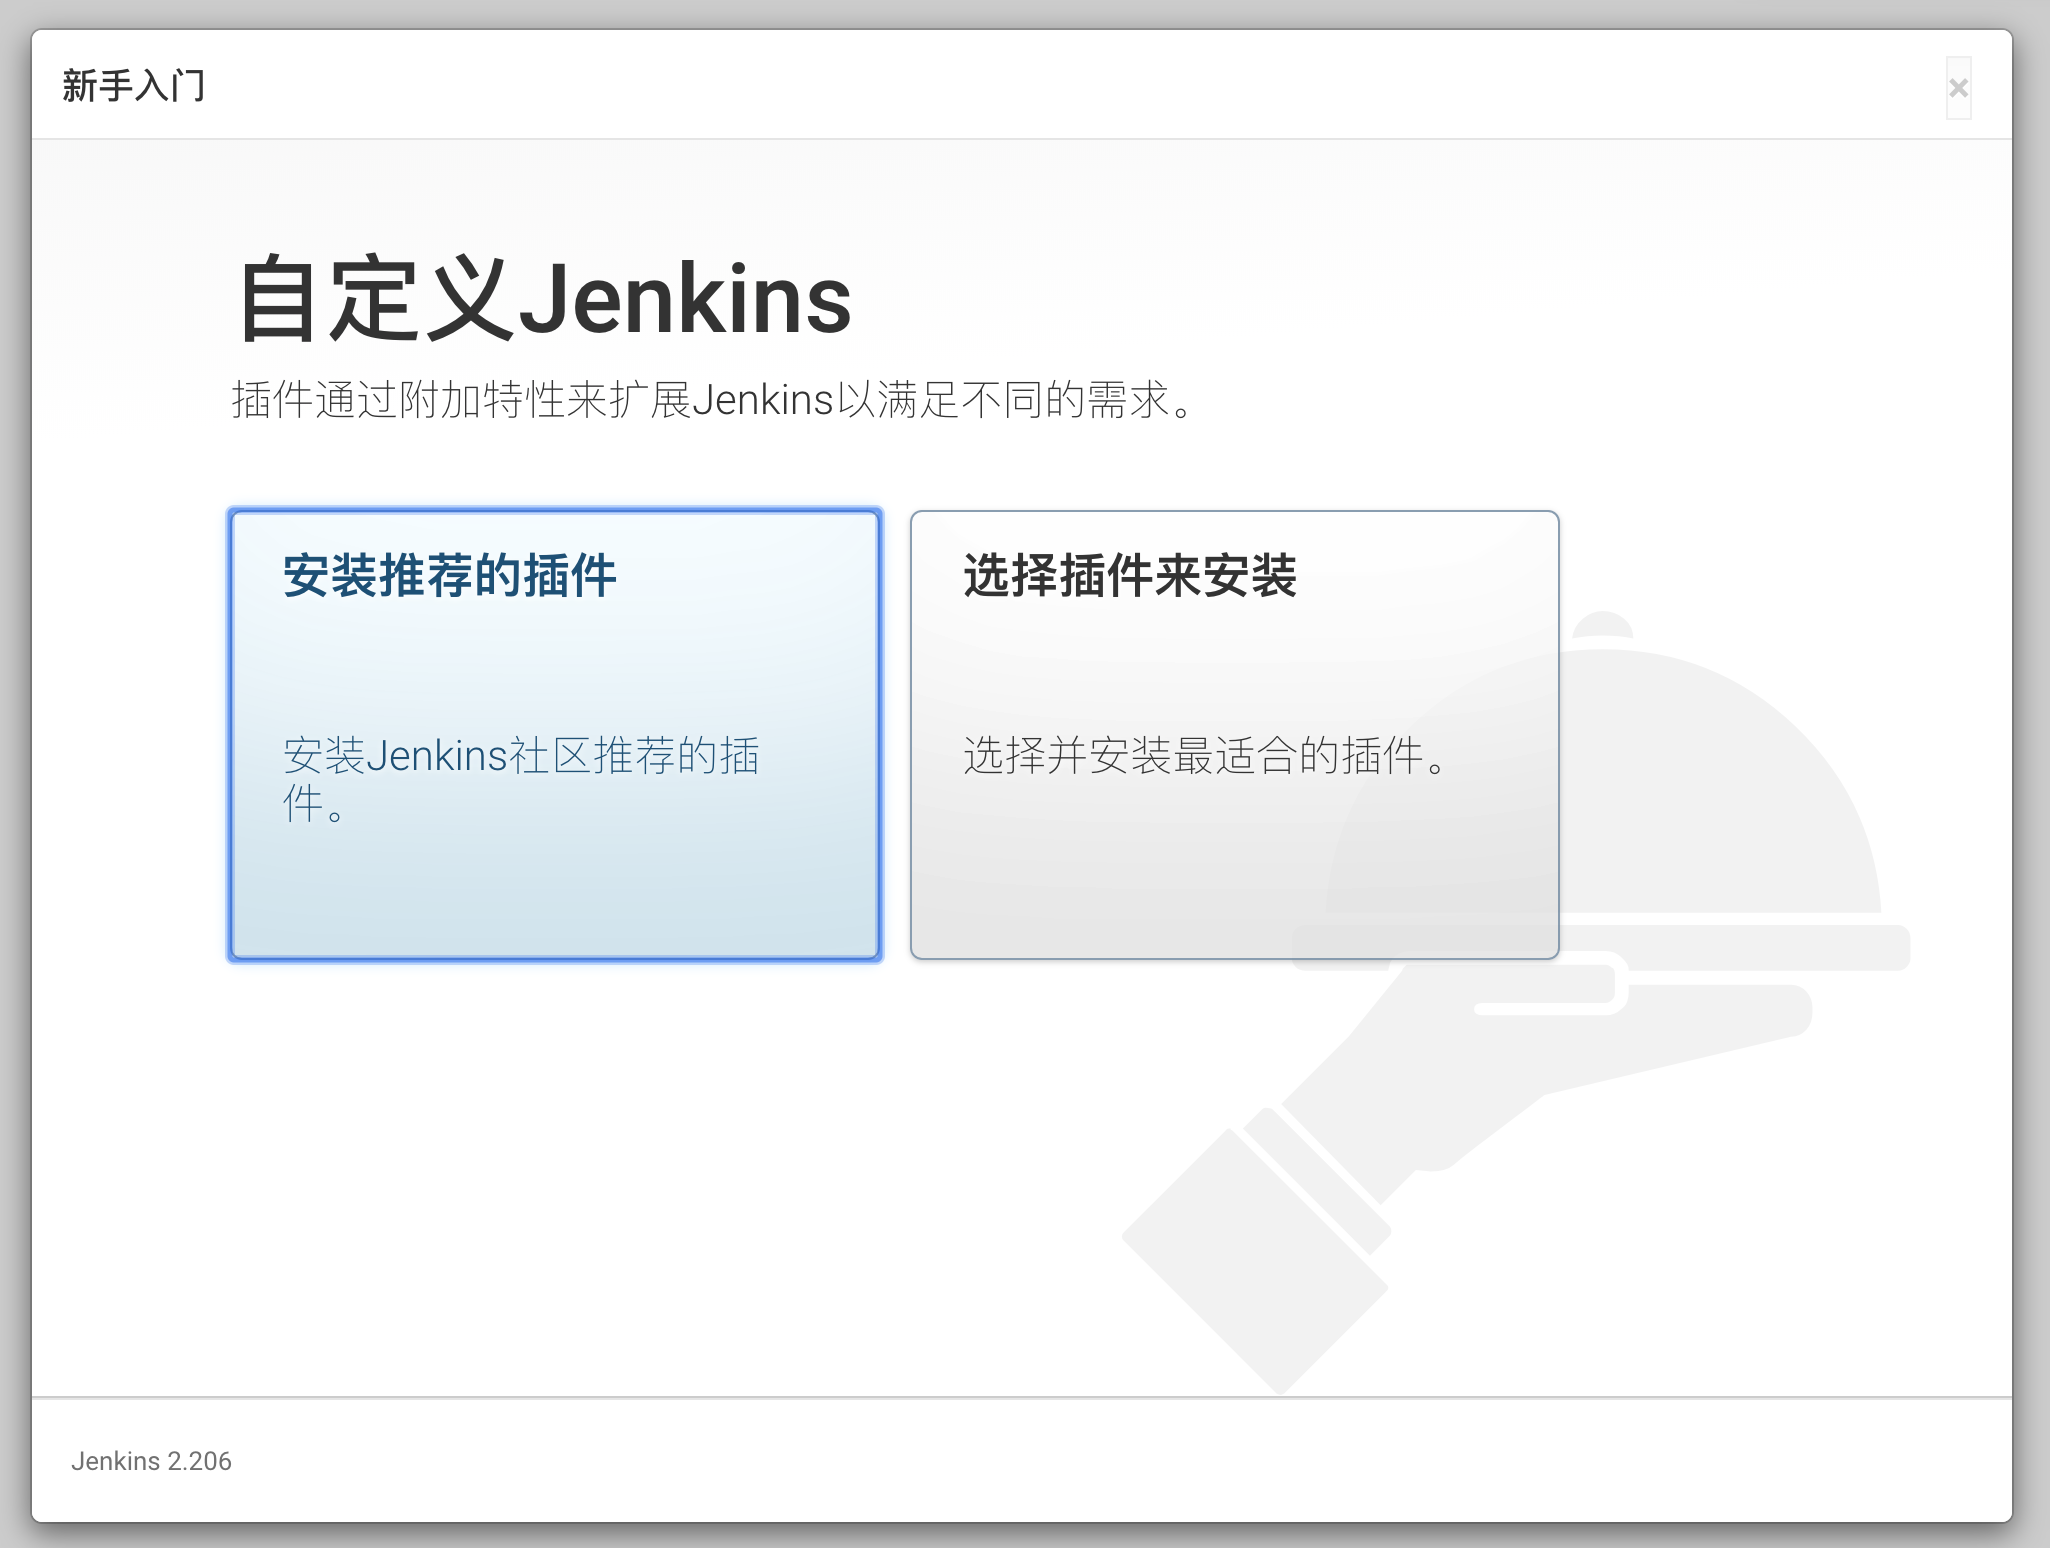 新手入门
×
自定义Jenkins
插件通过附加特性来扩展Jenkins以满足不同的需求。
安装推荐的插件
安装Jenkins社区推荐的插
件。
选择插件来安装
选择并安装最适合的插件。
Jenkins 2.206